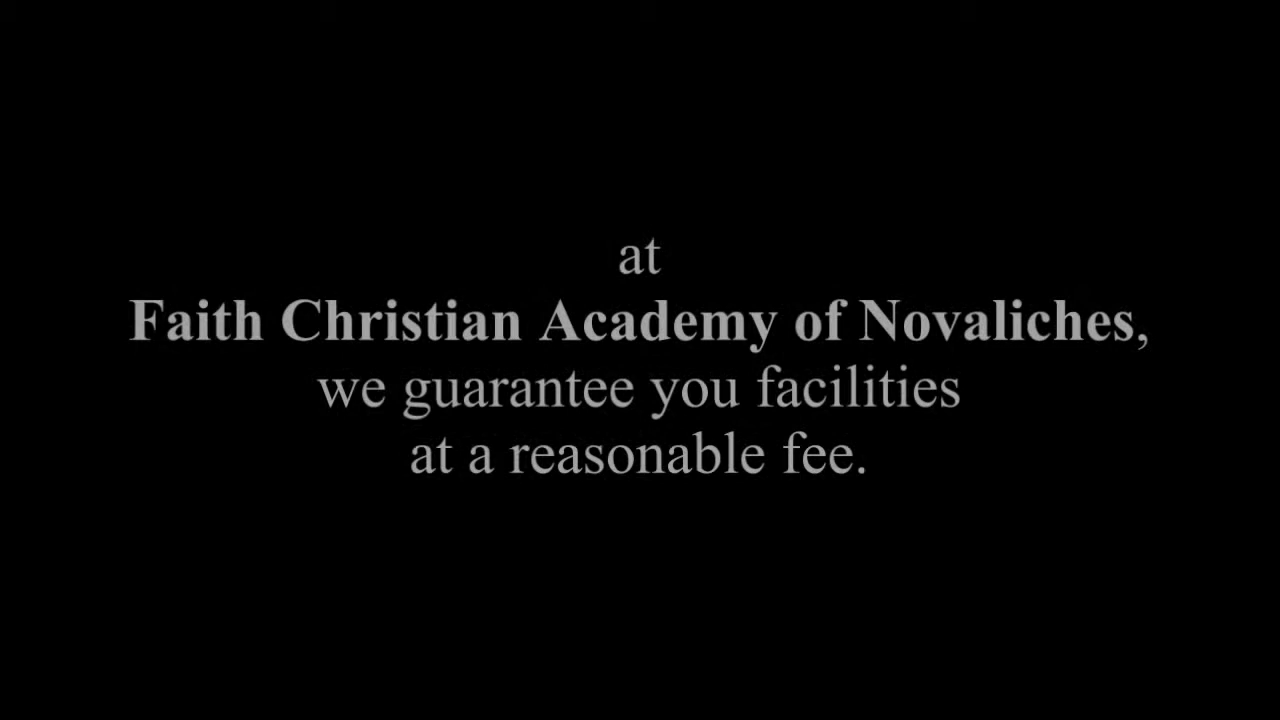 at
Faith Christian Academy of Novaliches,
we guarantee you facilities
at a reasonable fee.